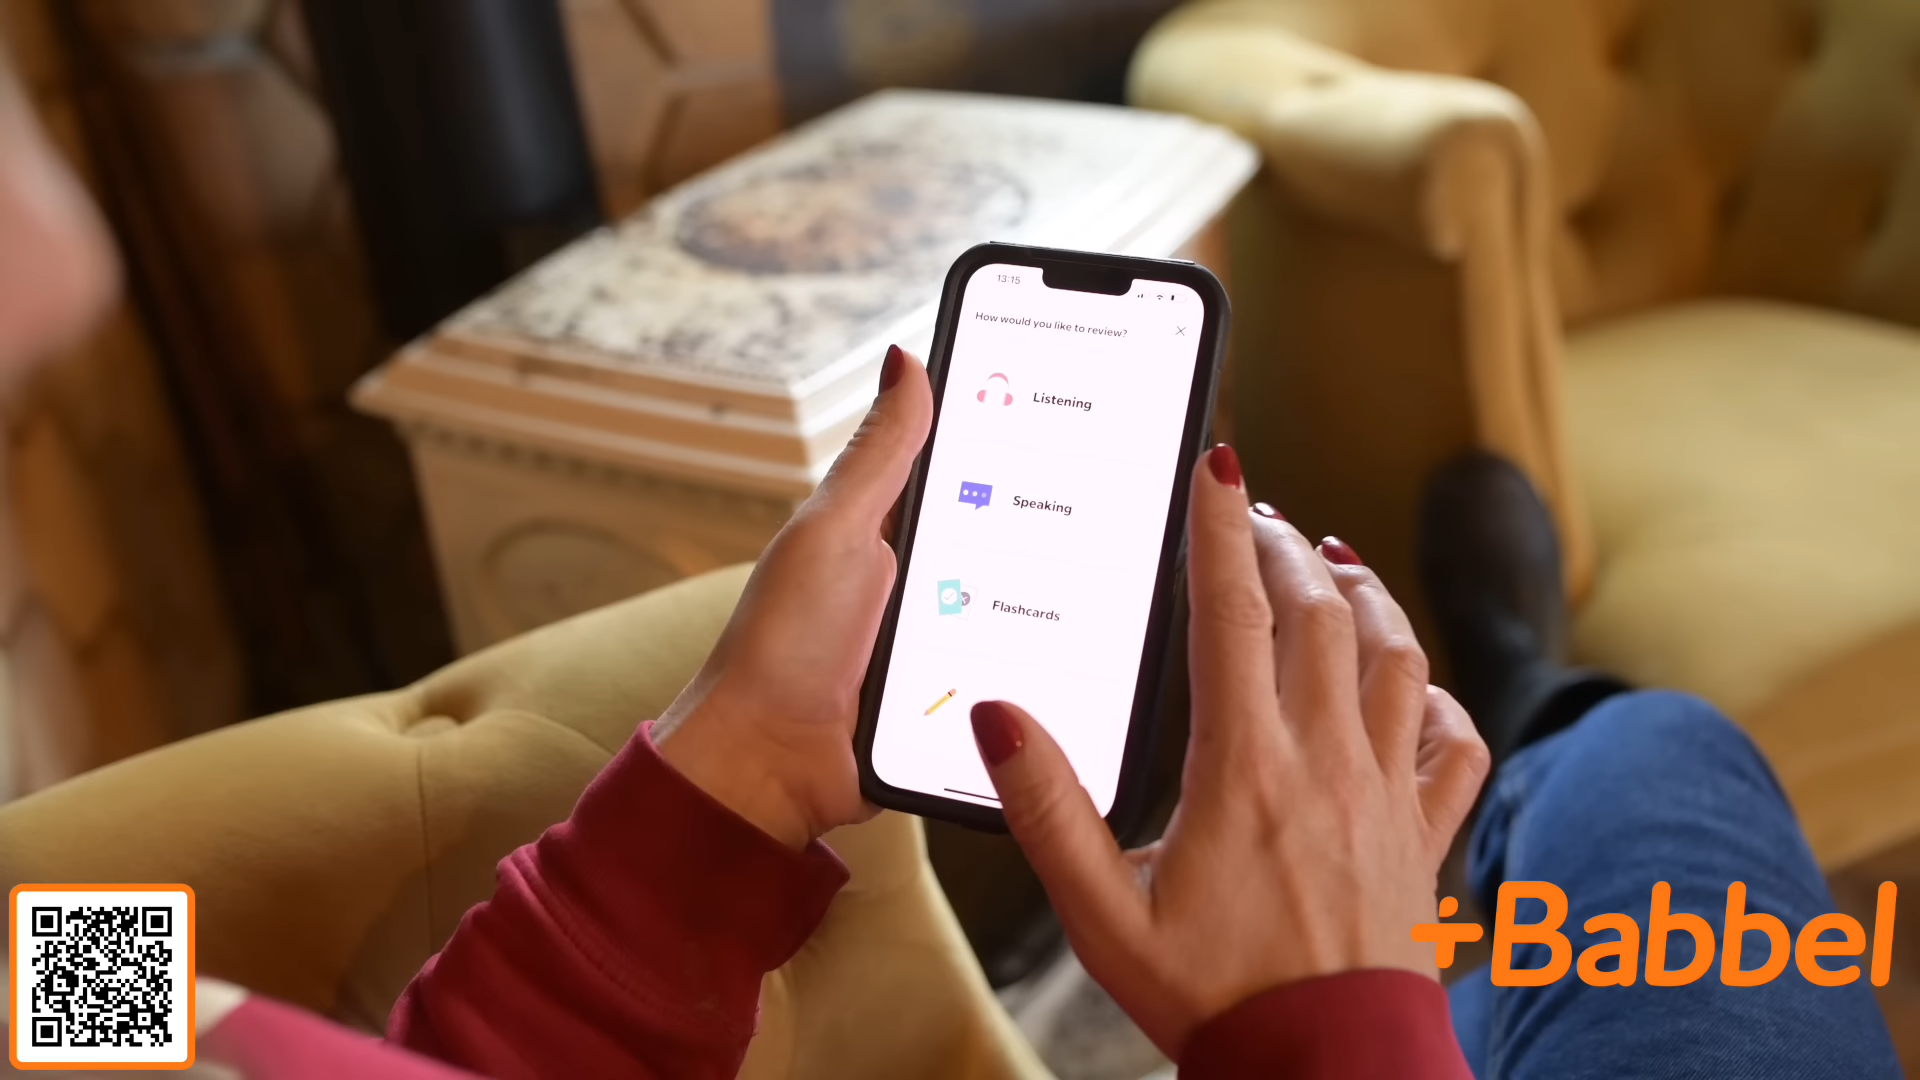 13:15
How would you like to review?
Listening
Speaking
Flashcards
+Babbel